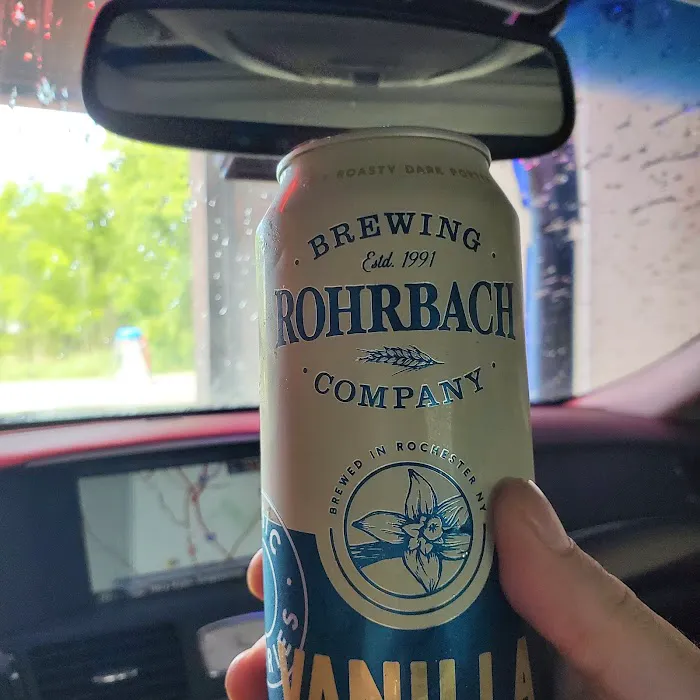 ROASTY DARK PORTER
· BREWING ·
Estd. 1991
ROHRBACH
· COMPANY ·
BREWED IN ROCHESTER NY
VANILLA